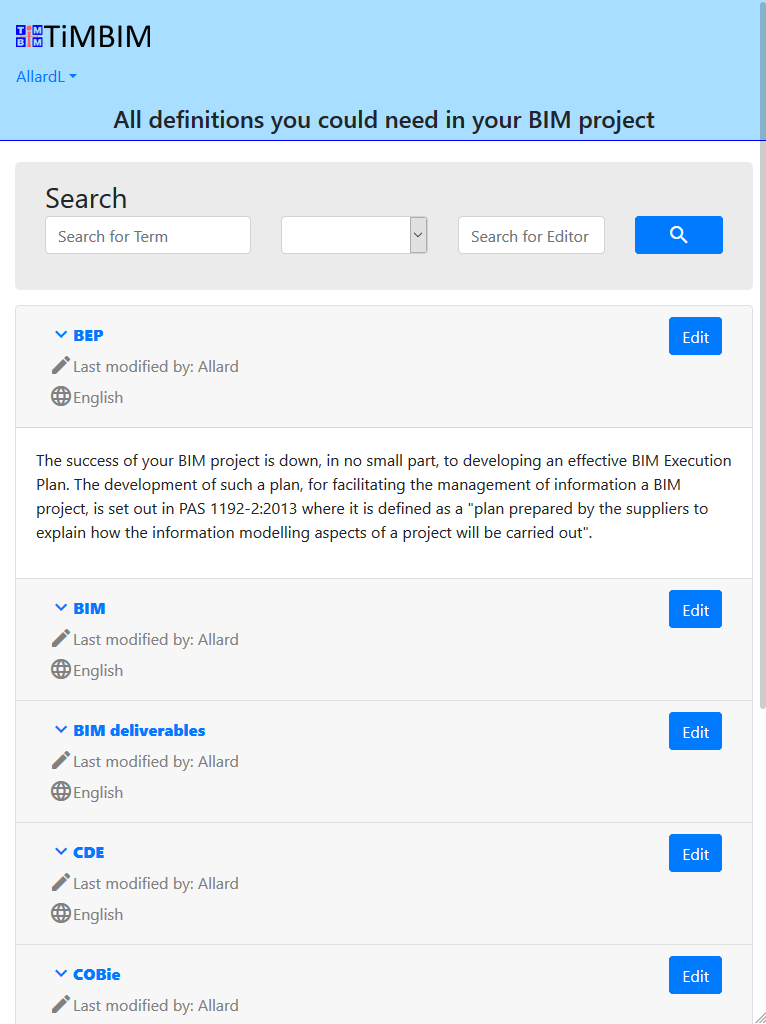 TiM
BIM
TiMBIM
AllardL
All definitions you could need in your BIM project
Search
Search for Term
Search for Editor
BEP
Edit
Last modified by: Allard
English
The success of your BIM project is down, in no small part, to developing an effective BIM Execution
Plan. The development of such a plan, for facilitating the management of information a BIM
project, is set out in PAS 1192-2:2013 where it is defined as a "plan prepared by the suppliers to
explain how the information modelling aspects of a project will be carried out".
BIM
Edit
Last modified by: Allard
English
BIM deliverables
Edit
Last modified by: Allard
English
CDE
Edit
Last modified by: Allard
English
COBie
Edit
Last modified by: Allard